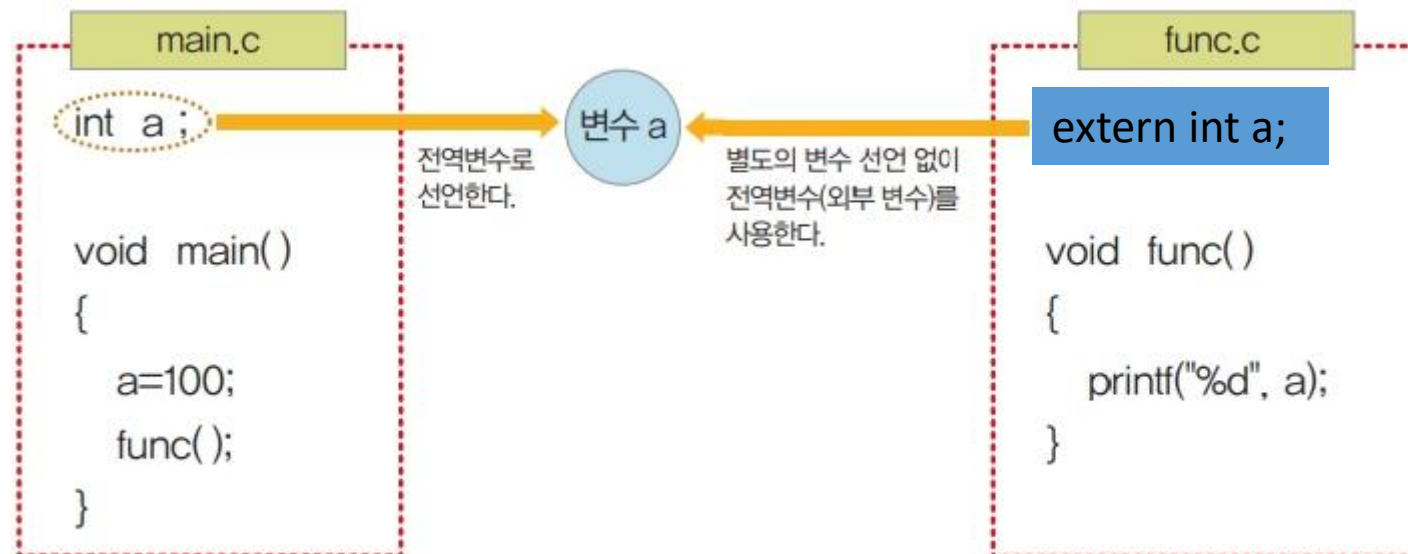 main.c
int a ;
void main()
{
a=100;
func( );
}
전역변수로
선언한다.
변수 a
별도의 변수 선언 없이
전역변수(외부 변수)를
사용한다.
func.c
extern int a;
void func( )
{
printf("%d", a);
}